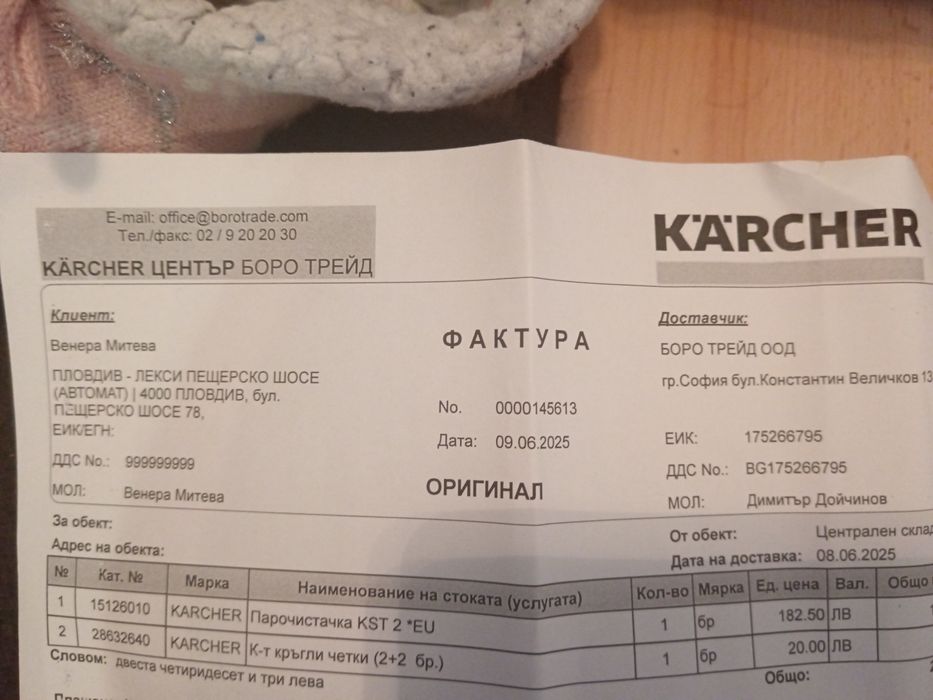 E-mail: office@borotrade.com
Тел./факс: 02 / 9 20 20 30
KÄRCHER ЦЕНТЪР БОРО ТРЕЙД
KÄRCHER
Клиент:
Венера Митева
ПЛОВДИВ - ЛЕКСИ ПЕЩЕРСКО ШОСЕ
(АВТОМАТ) | 4000 ПЛОВДИВ, бул.
ПЕЩЕРСКО ШОСЕ 78,
ЕИК/ЕГН:
ДДС No.: 999999999
МОЛ: Венера Митева
ФАКТУРА
No. 0000145613
Дата: 09.06.2025
ОРИГИНАЛ
Доставчик:
БОРО ТРЕЙД ООД
гр.София бул.Константин Величков 13
ЕИК: 175266795
ДДС No.: BG175266795
МОЛ: Димитър Дойчинов
За обект:
Адрес на обекта:
От обект: Централен
Дата на доставка: 08.06.2025
№ Кат. № Марка Наименование на стоката (услугата) Кол-во Мярка Ед. цена Вал. Общо
1 15126010 KARCHER Парочистачка KST 2 *EU 1 бр 182.50 ЛВ
2 28632640 KARCHER К-т кръгли четки (2+2 бр.) 1 бр 20.00 ЛВ
Словом: двеста четиридесет и три лева
Общо: